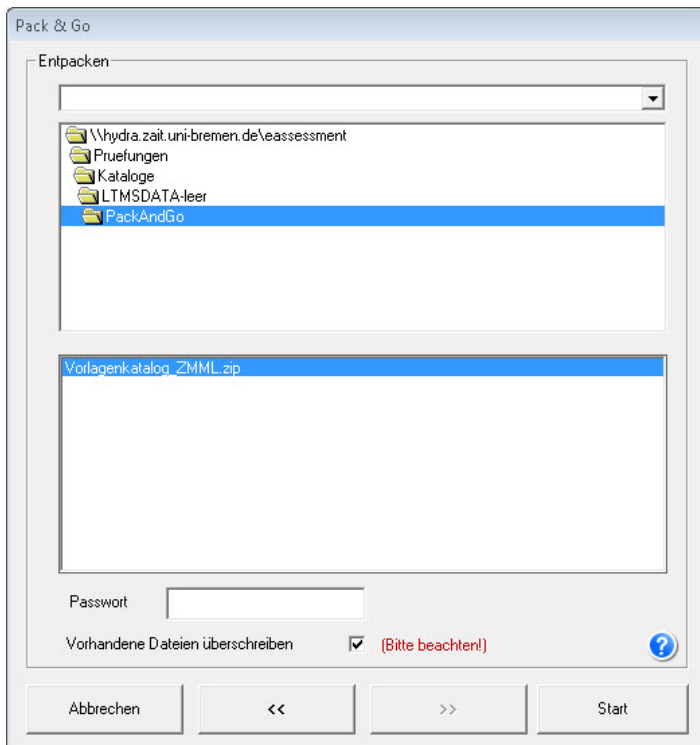 Pack & Go
Entpacken
\\hydra.zait.uni-bremen.de\eassessment
Pruefungen
Kataloge
LTMSDATA-leer
PackAndGo
Vorlagenkatalog_ZMML.zip
Passwort
Vorhandene Dateien überschreiben (Bitte beachten!) ?
Abbrechen << >> Start